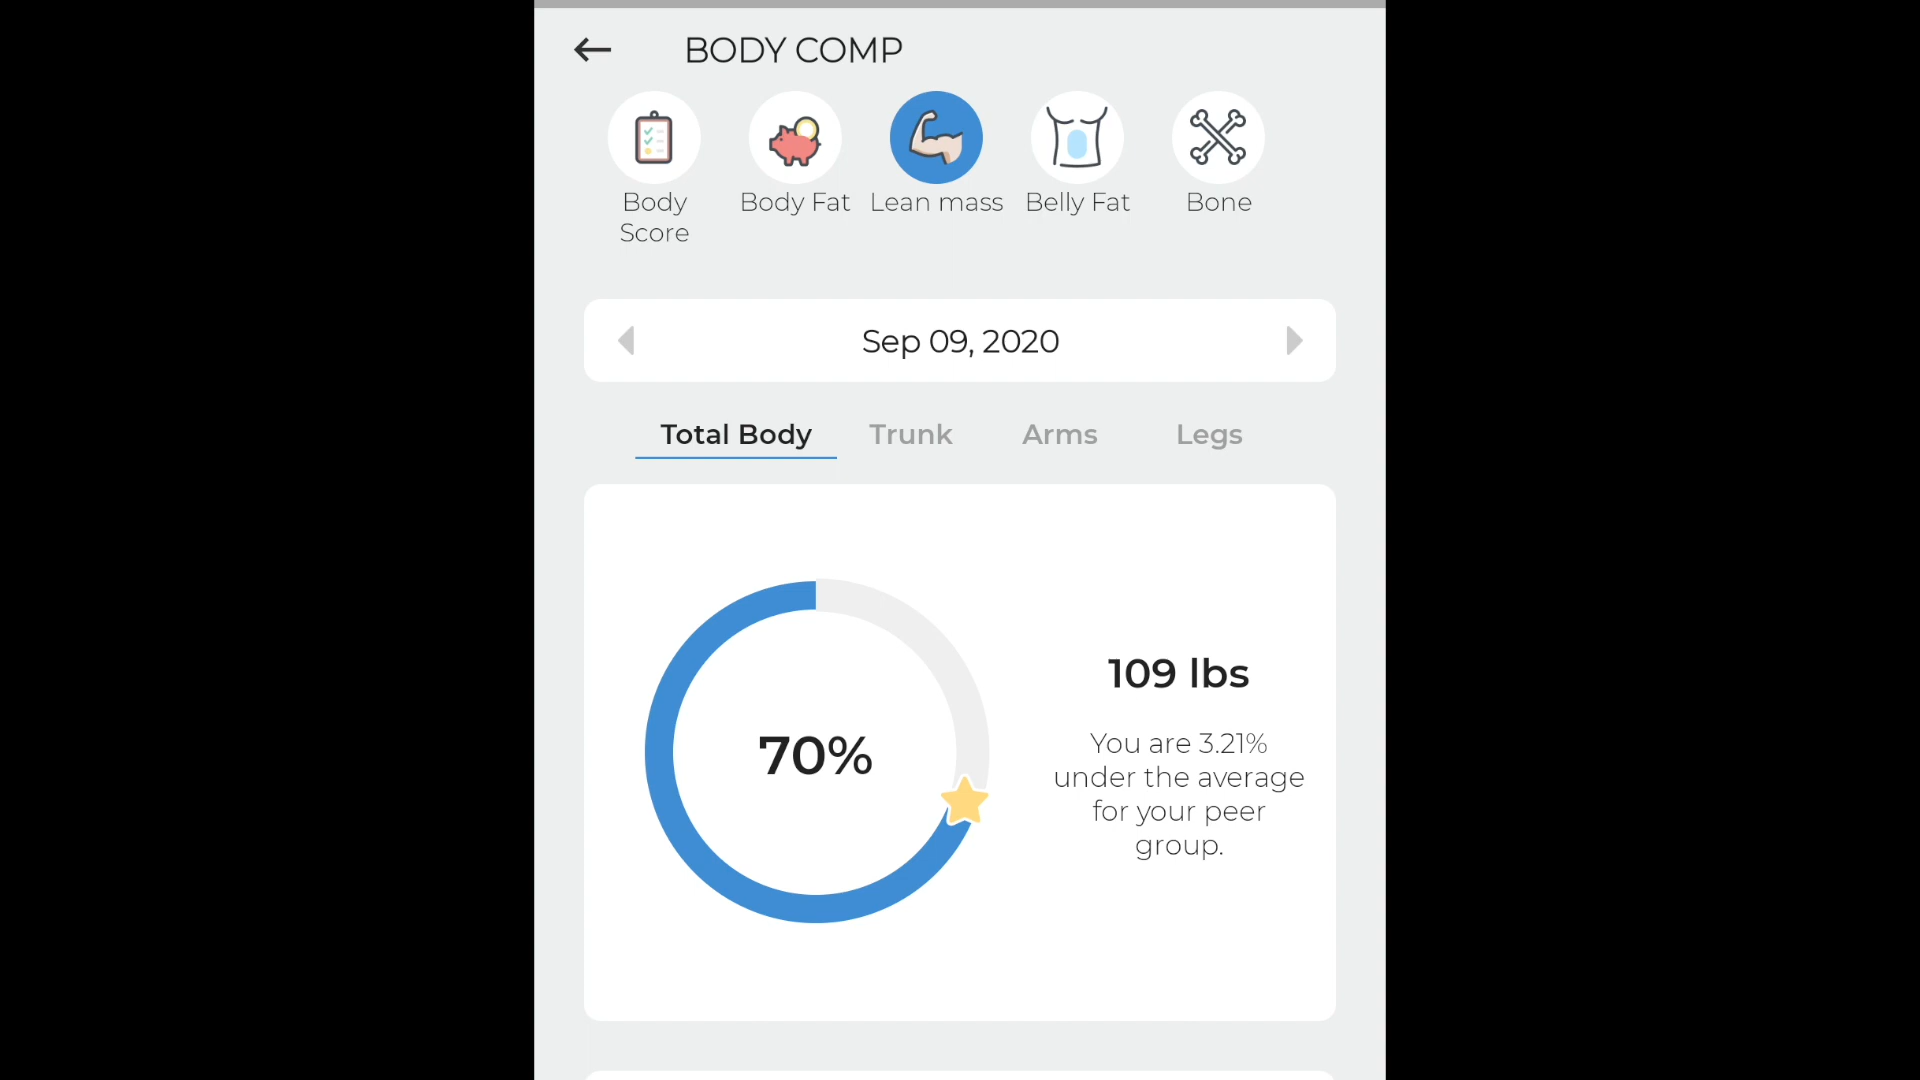 BODY COMP
Body
Score
Body Fat
Lean mass
Belly Fat
Bone
Sep 09, 2020
Total Body
Trunk
Arms
Legs
70%
109 lbs
You are 3.21%
under the average
for your peer
group.